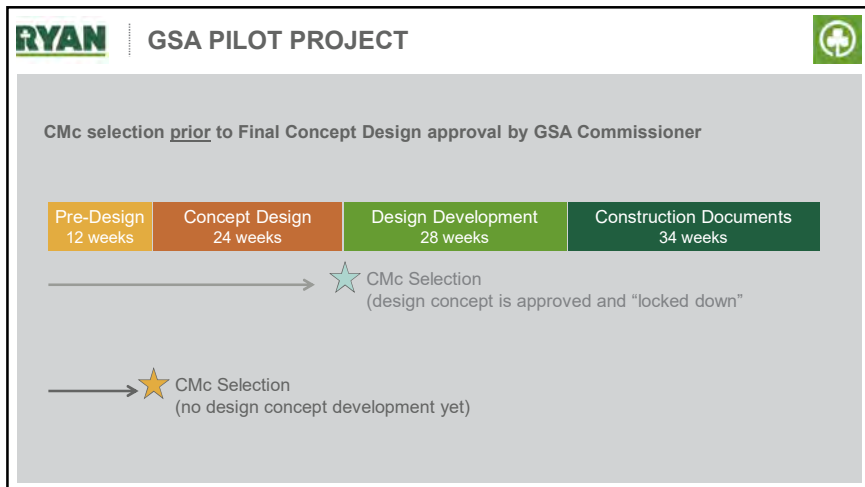 RYAN
GSA PILOT PROJECT
CMc selection prior to Final Concept Design approval by GSA Commissioner
Pre-Design
12 weeks
Concept Design
24 weeks
Design Development
28 weeks
Construction Documents
34 weeks
CMc Selection
(design concept is approved and “locked down”
CMc Selection
(no design concept development yet)